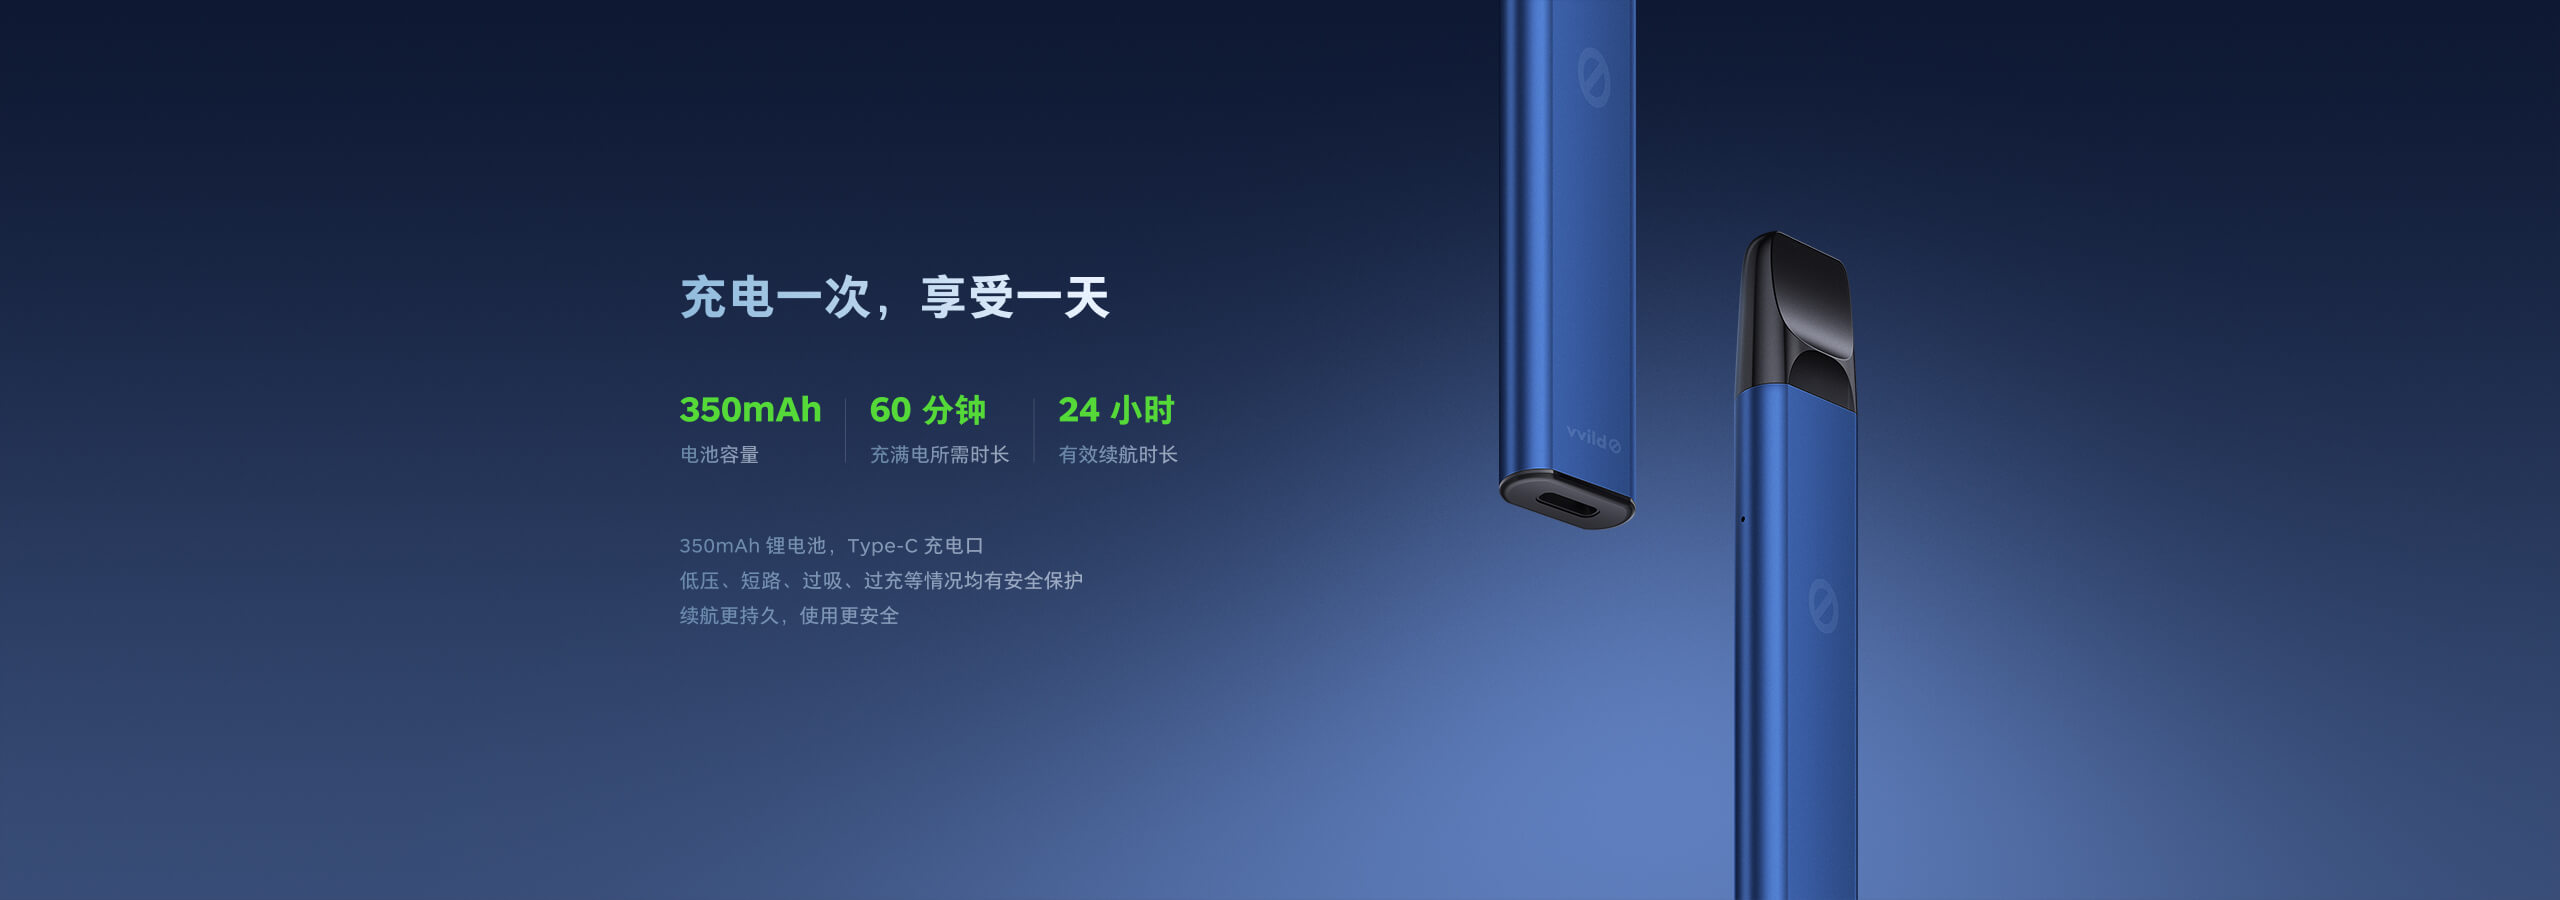 充电一次，享受一天
350mAh
电池容量
60 分钟
充满电所需时长
24 小时
有效续航时长
350mAh 锂电池，Type-C 充电口
低压、短路、过吸、过充等情况均有安全保护
续航更持久，使用更安全
vvild